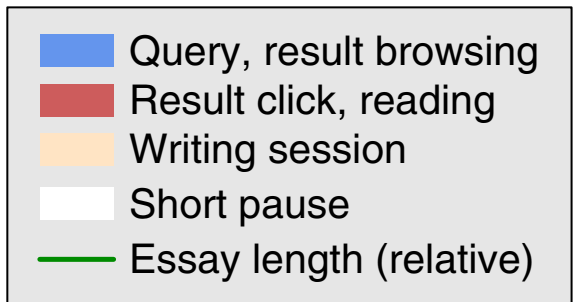 Query, result browsing
Result click, reading
Writing session
Short pause
Essay length (relative)